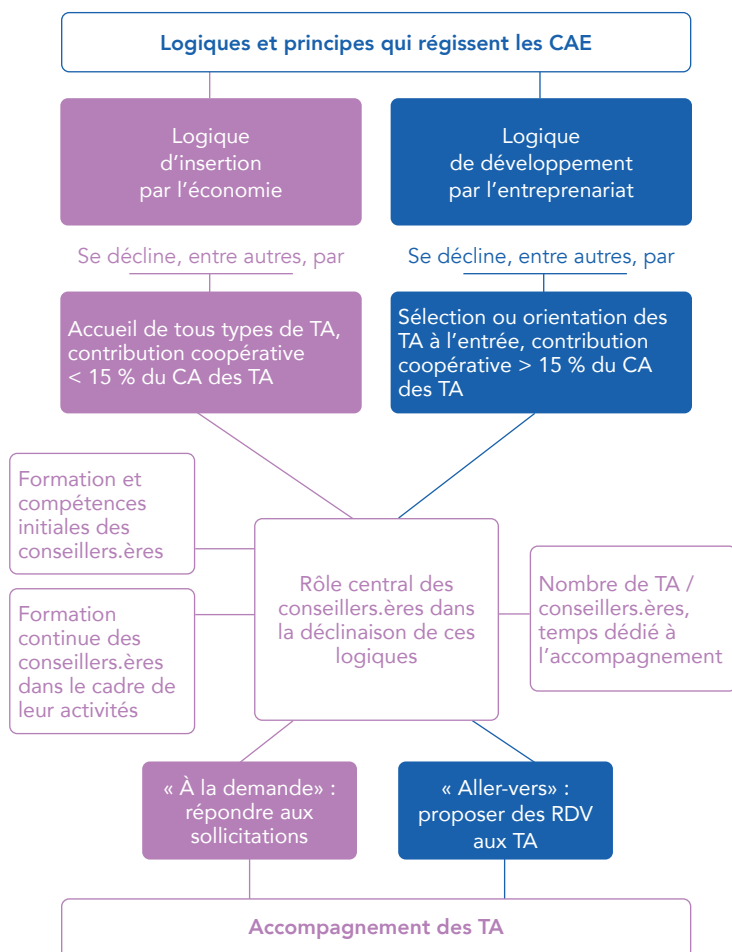 Logiques et principes qui régissent les CAE
Logique
d'insertion
par l'économie
Logique
de développement
par l'entreprenariat
Se décline, entre autres, par
Se décline, entre autres, par
Accueil de tous types de TA,
contribution coopérative
< 15 % du CA des TA
Sélection ou orientation des
TA à l'entrée, contribution
coopérative > 15 % du CA
des TA
Formation et
compétences
initiales des
conseillers.ères
Formation
continue des
conseillers.ères
dans le cadre de
leur activités
Rôle central des
conseillers.ères dans
la déclinaison de ces
logiques
Nombre de TA /
conseillers.ères,
temps dédié à
l'accompagnement
« À la demande» :
répondre aux
sollicitations
« Aller-vers» :
proposer des RDV
aux TA
Accompagnement des TA